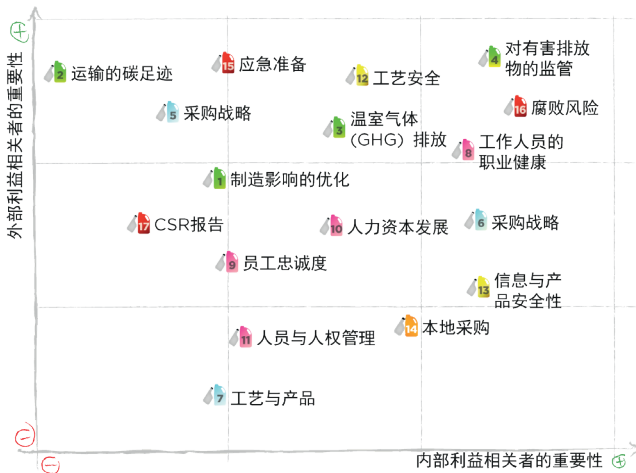 外部利益相关者的重要性
2 运输的碳足迹
15 应急准备
12 工艺安全
4 对有害排放
物的监管
5 采购战略
3 温室气体
(GHG) 排放
16 腐败风险
8 工作人员的
职业健康
1 制造影响的优化
17 CSR报告
10 人力资本发展
6 采购战略
9 员工忠诚度
13 信息与产
品安全性
11 人员与人权管理
14 本地采购
7 工艺与产品
内部利益相关者的重要性